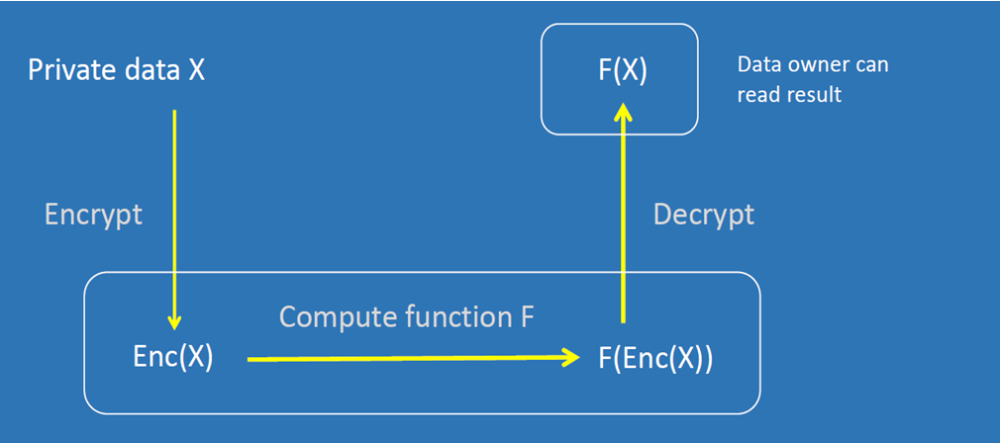 Private data X
F(X)
Data owner can
read result
Encrypt
Decrypt
Compute function F
Enc(X)
F(Enc(X))